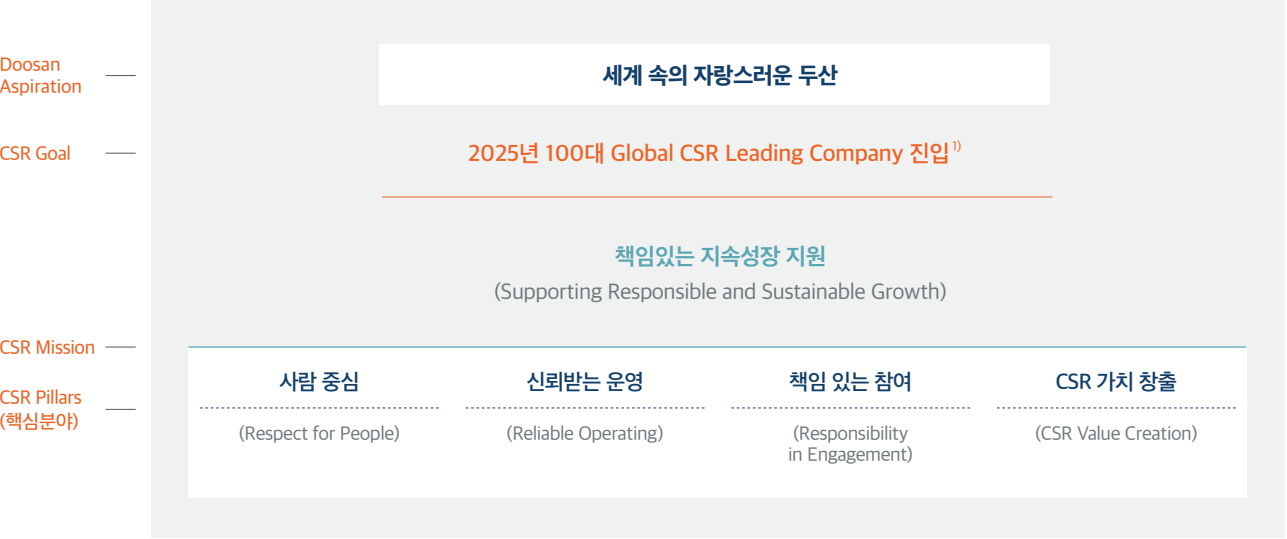 Doosan
Aspiration
세계 속의 자랑스러운 두산
CSR Goal
2025년 100대 Global CSR Leading Company 진입 1)
책임있는 지속성장 지원
(Supporting Responsible and Sustainable Growth)
CSR Mission
CSR Pillars
(핵심분야)
사람 중심
(Respect for People)
신뢰받는 운영
(Reliable Operating)
책임 있는 참여
(Responsibility
in Engagement)
CSR 가치 창출
(CSR Value Creation)